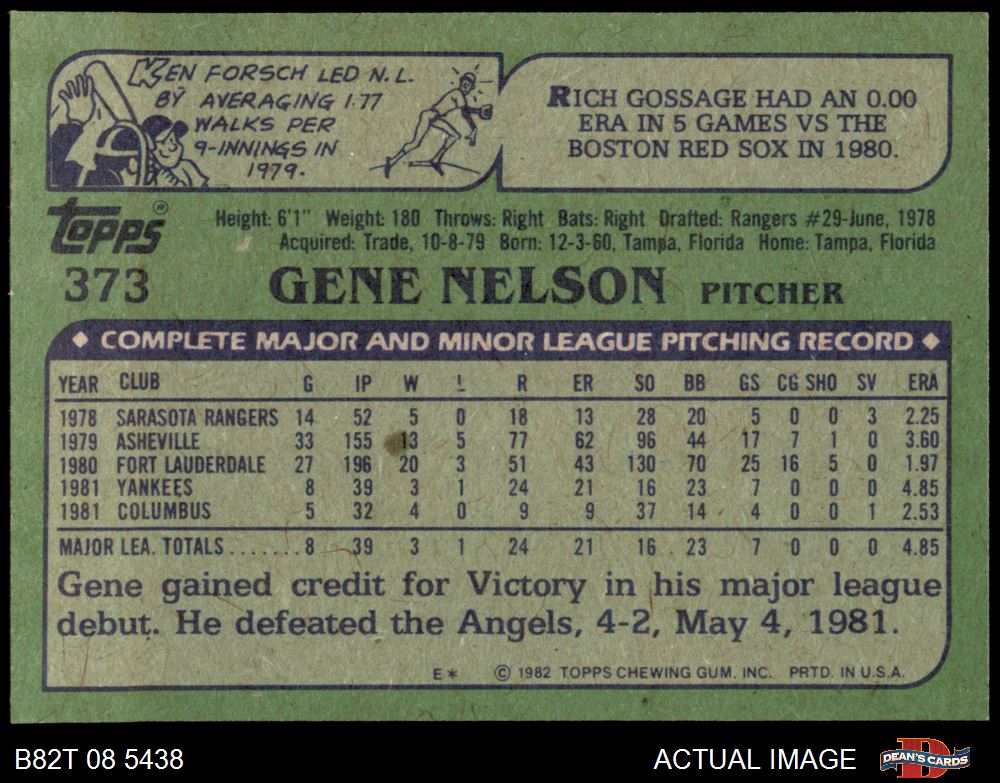 KEN FORSCH LED N.L.
BY AVERAGING 1.77
WALKS PER
9-INNINGS IN
1979.
RICH GOSSAGE HAD AN 0.00
ERA IN 5 GAMES VS THE
BOSTON RED SOX IN 1980.
TOPPS®
Height: 6'1" Weight: 180 Throws: Right Bats: Right Drafted: Rangers #29-June, 1978
Acquired: Trade, 10-8-79 Born: 12-3-60, Tampa, Florida Home: Tampa, Florida
373 GENE NELSON PITCHER
◆ COMPLETE MAJOR AND MINOR LEAGUE PITCHING RECORD ◆
YEAR CLUB G IP W L R ER SO BB GS CG SHO SV ERA
1978 SARASOTA RANGERS 14 52 5 0 18 13 28 20 5 0 0 3 2.25
1979 ASHEVILLE 33 155 13 5 77 62 96 44 17 7 1 0 3.60
1980 FORT LAUDERDALE 27 196 20 3 51 43 130 70 25 16 5 0 1.97
1981 YANKEES 8 39 3 1 24 21 16 23 7 0 0 0 4.85
1981 COLUMBUS 5 32 4 0 9 9 37 14 4 0 0 1 2.53
MAJOR LEA. TOTALS.......8 39 3 1 24 21 16 23 7 0 0 0 4.85
Gene gained credit for Victory in his major league
debut. He defeated the Angels, 4-2, May 4, 1981.
E* © 1982 TOPPS CHEWING GUM. INC. PRTD. IN U.S.A.
B82T 08 5438 ACTUAL IMAGE DEAN'S CARDS